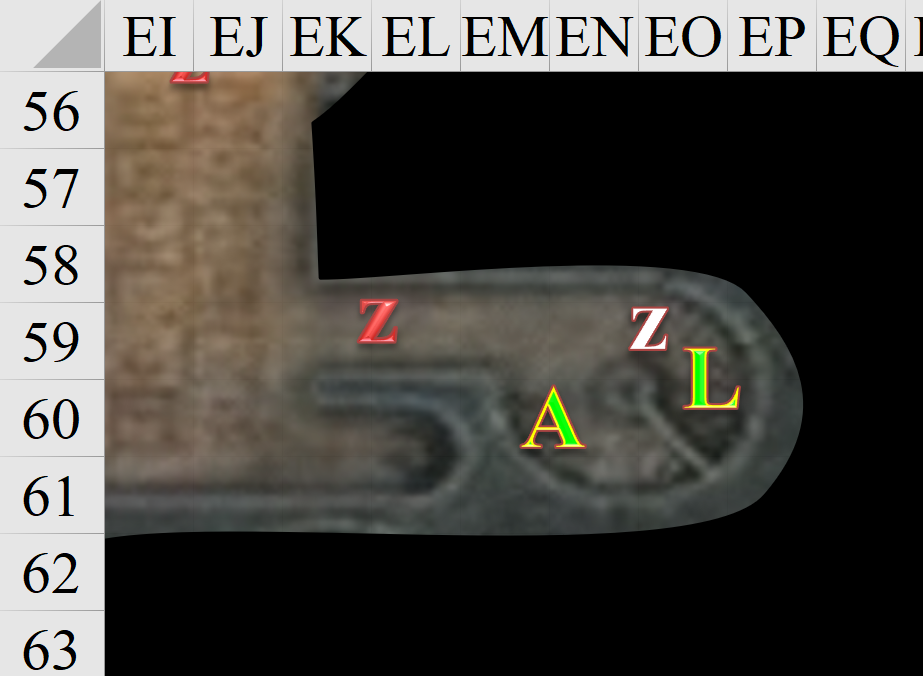 EI EJ EK EL EM EN EO EP EQ
Z
56
57
58
59 Z Z
L
60 A
61
62
63